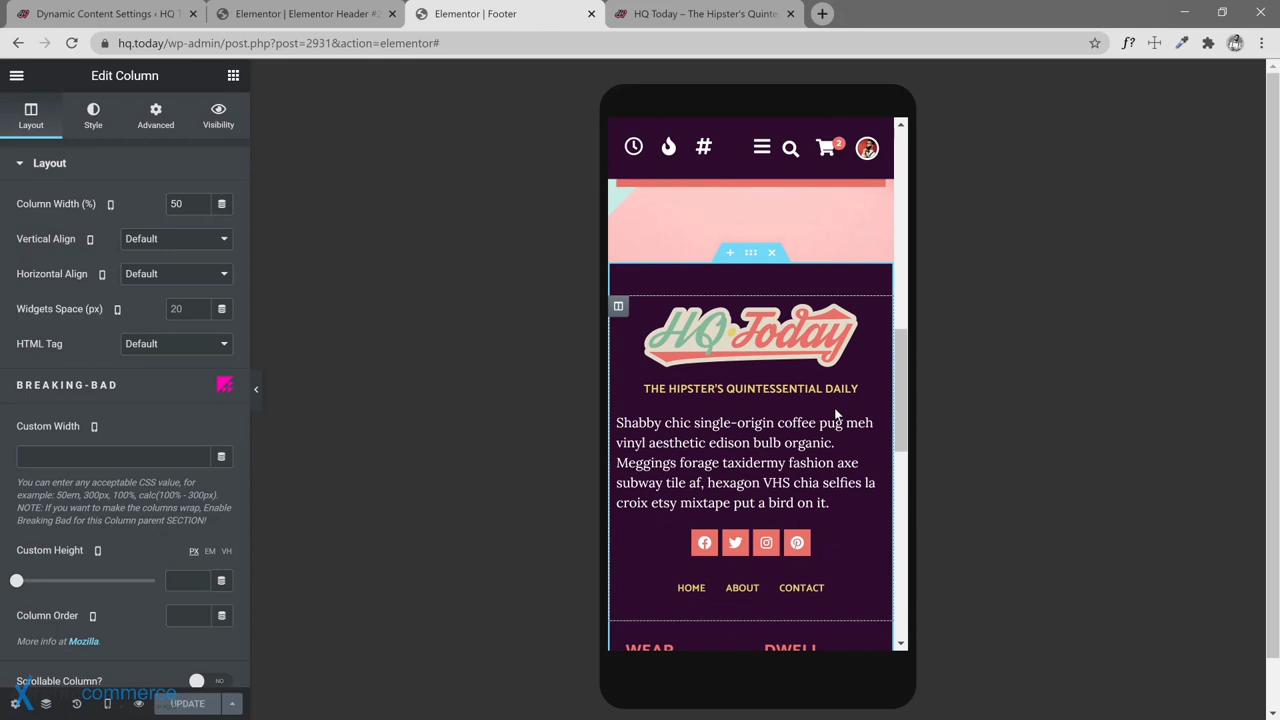 Dynamic Content Settings ‹ HQ T
Elementor | Elementor Header #2
Elementor | Footer
HQ Today – The Hipster's Quinte
hq.today/wp-admin/post.php?post=2931&action=elementor#
f?
Edit Column
Layout
Style
Advanced
Visibility
Layout
Column Width (%)
50
Vertical Align
Default
Horizontal Align
Default
Widgets Space (px)
20
HTML Tag
Default
BREAKING-BAD
Custom Width
You can enter any acceptable CSS value,
for example: 50em, 300px, 100%, calc(100% - 300px).
NOTE: If you want to make the columns wrap, Enable
Breaking Bad for this Column parent SECTION!
Custom Height
PX EM VH
Column Order
More info at Mozilla.
Scrollable Column?
NO
commerce
UPDATE
2
HQ Today
THE HIPSTER'S QUINTESSENTIAL DAILY
Shabby chic single-origin coffee pug meh
vinyl aesthetic edison bulb organic.
Meggings forage taxidermy fashion axe
subway tile af, hexagon VHS chia selfies la
croix etsy mixtape put a bird on it.
HOME ABOUT CONTACT
WEAR DWELL